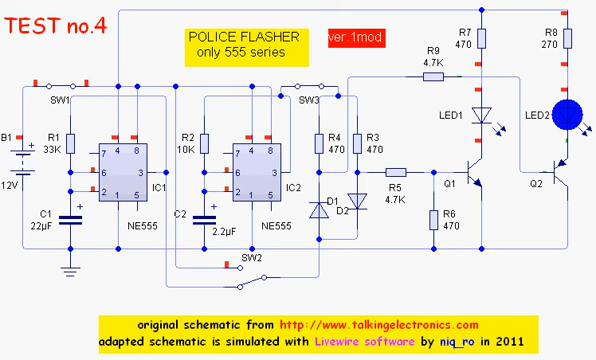 TEST no.4
POLICE FLASHER
only 555 series
ver.1mod
R7
470
R8
270
R9
4.7K
SW1
SW3
LED1
LED2
B1
12V
R1
33K
7 4 8
6 3
2 1 5
IC1
NE555
R2
10K
7 4 8
6 3
2 1 5
IC2
NE555
R4
470
R3
470
R5
4.7K
Q1
Q2
D1
D2
R6
470
C1
22µF
C2
2.2µF
SW2
original schematic from http://www.talkingelectronics.com
adapted schematic is simulated with Livewire software by niq_ro in 2011